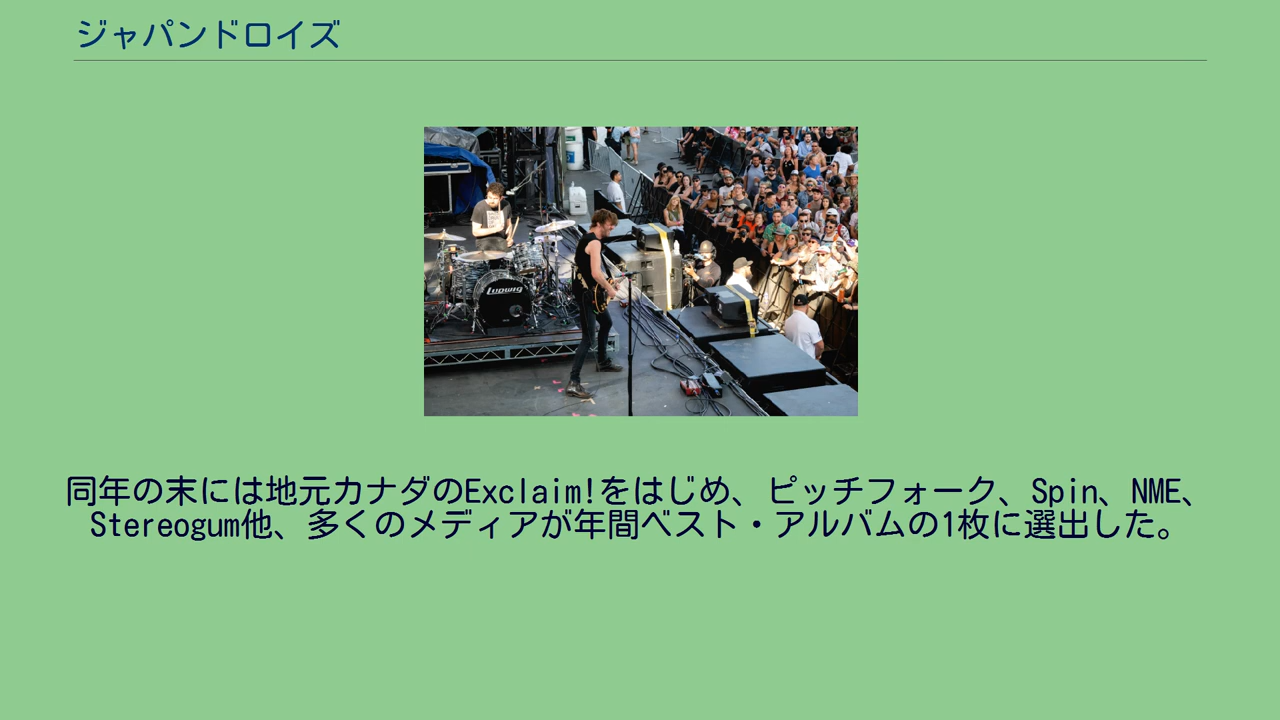 ジャパンドロイズ
Ludwig
同年の末には地元カナダのExclaim!をはじめ、ピッチフォーク、Spin、NME、
Stereogum他、多くのメディアが年間ベスト・アルバムの1枚に選出した。